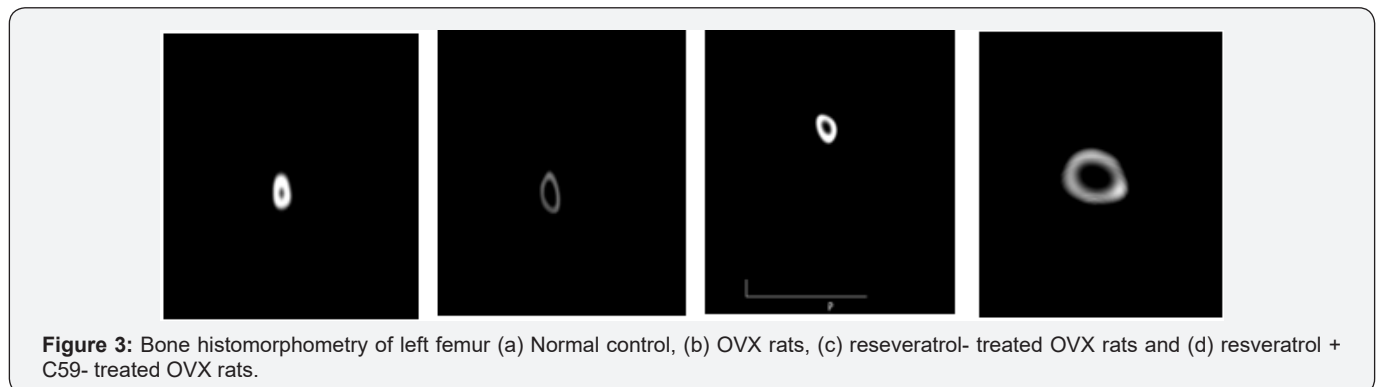 Figure 3: Bone histomorphometry of left femur (a) Normal control, (b) OVX rats, (c) reseveratrol- treated OVX rats and (d) resveratrol +
C59- treated OVX rats.